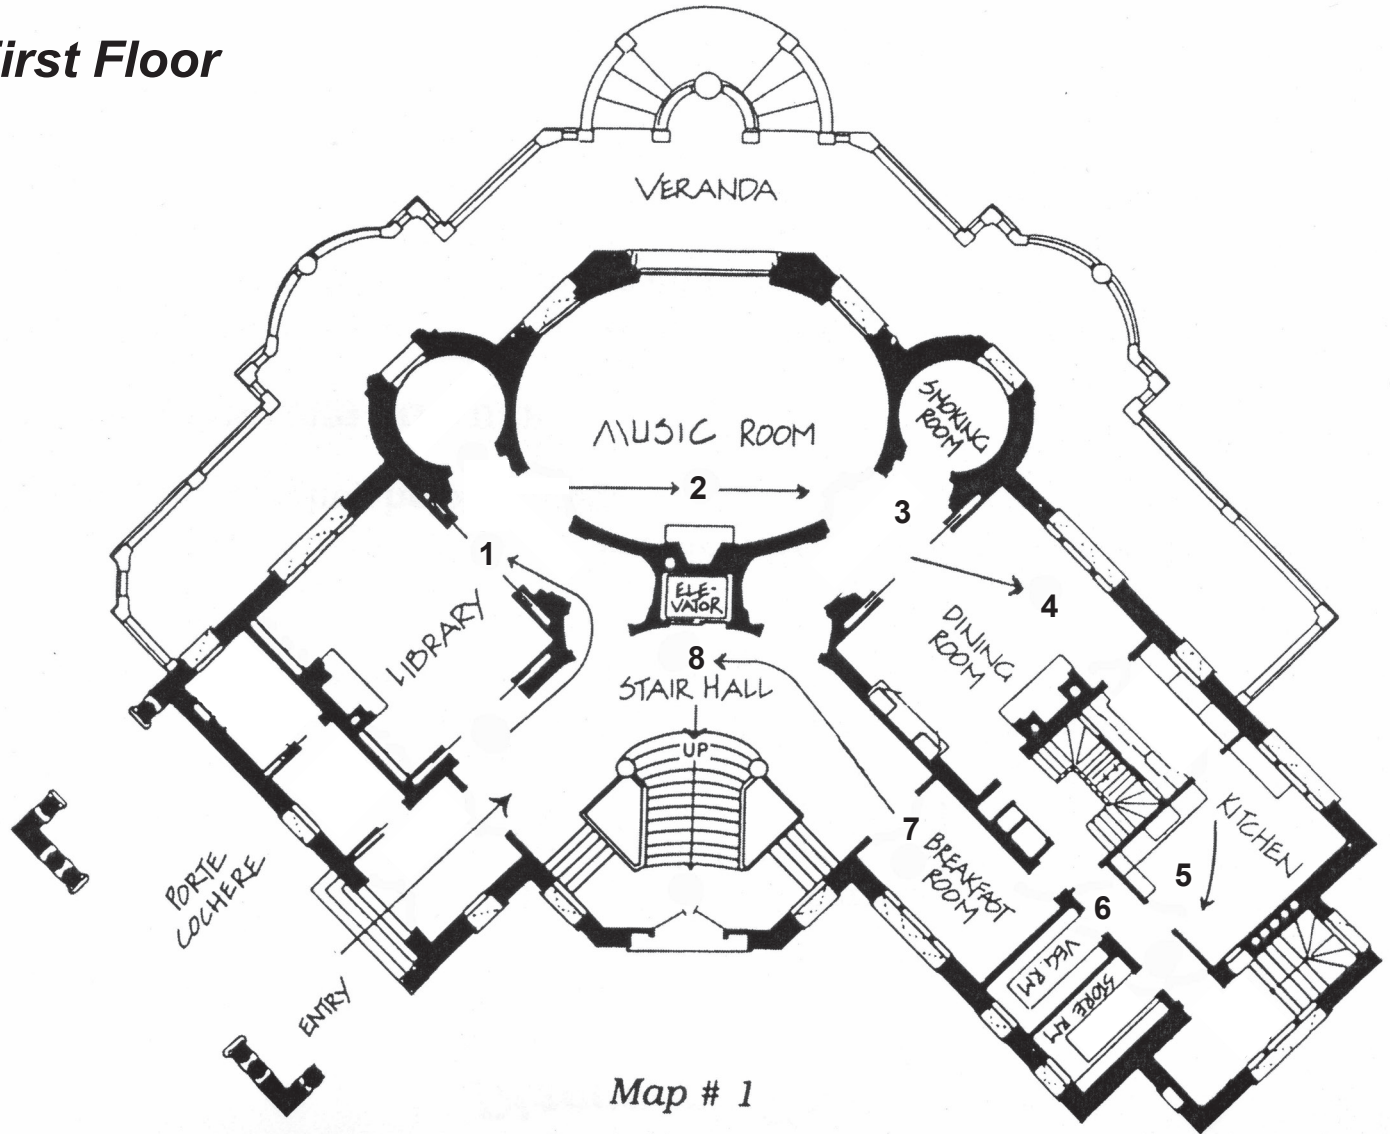 First Floor
VERANDA
SMOKING
ROOM
MUSIC ROOM
2
3
1
ELE-
VATOR
4
LIBRARY
DINING
ROOM
8
STAIR HALL
UP
KITCHEN
7
BREAKFAST
ROOM
5
6
PORTE
COCHERE
VEG. RM
STORE RM
ENTRY
Map # 1